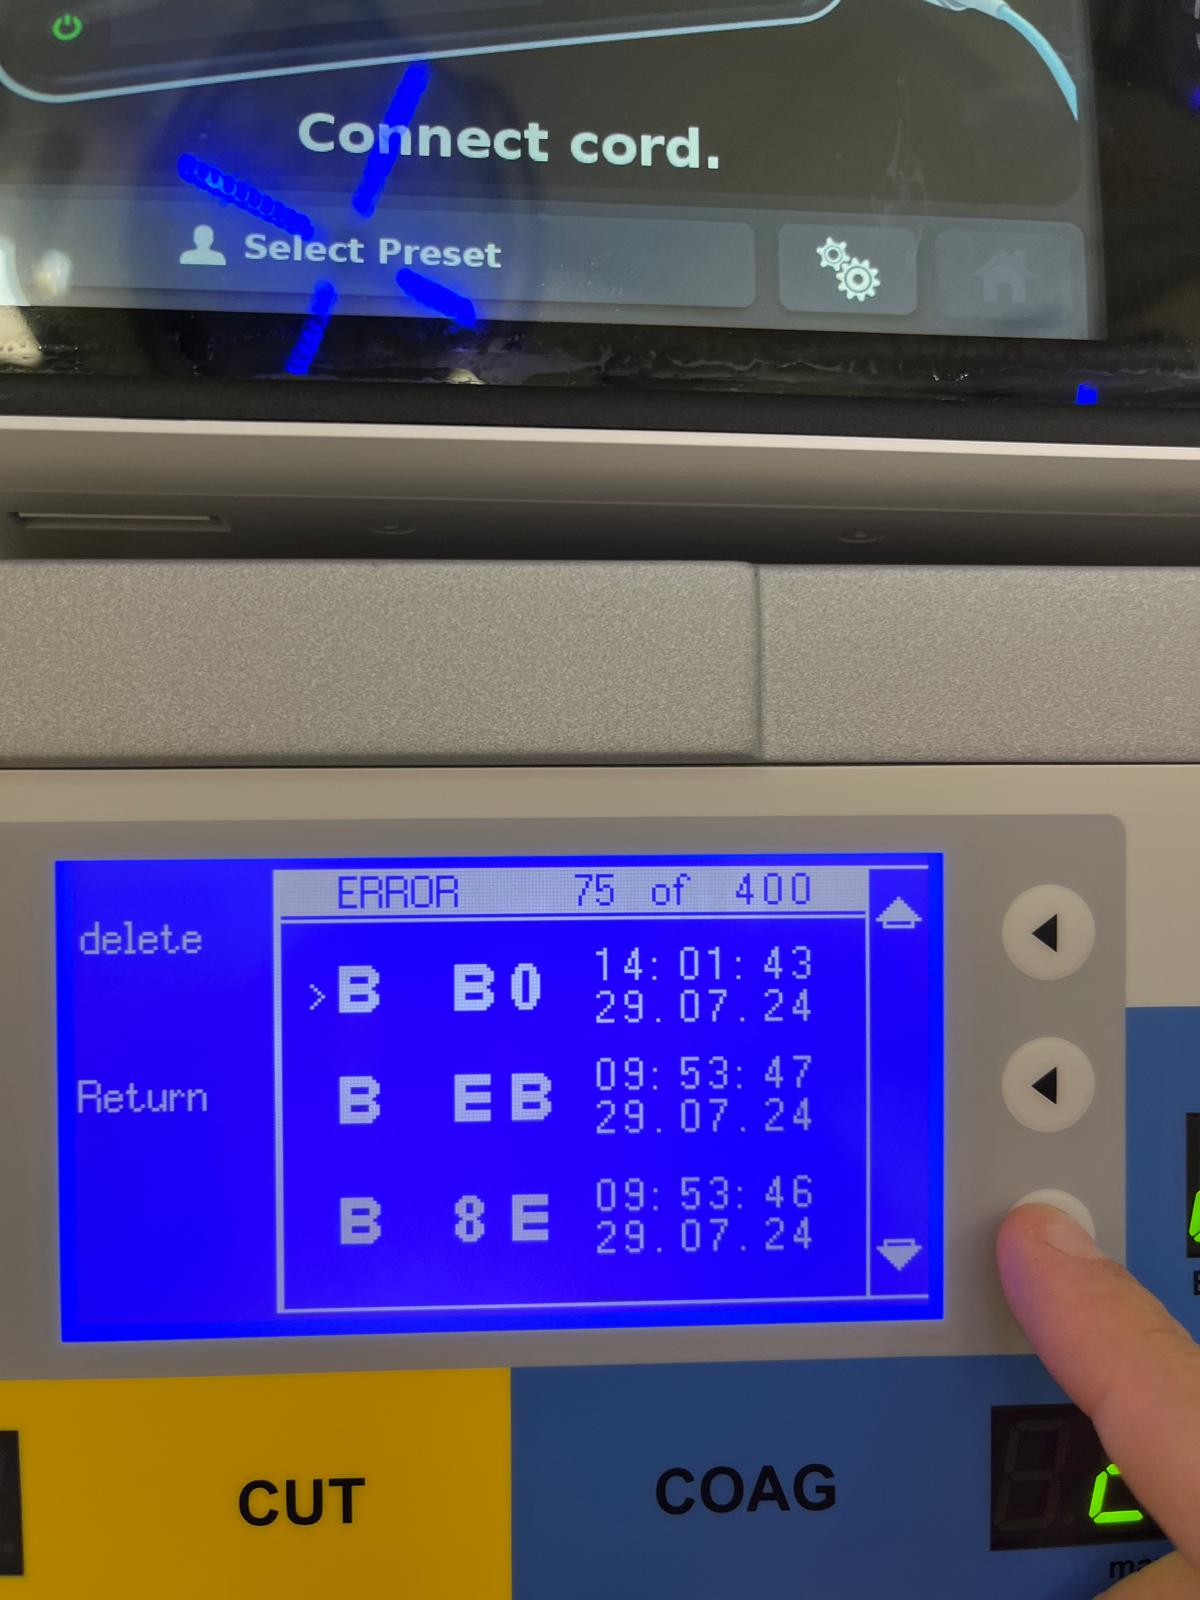 Connect cord.
Select Preset
delete
Return
ERROR 75 of 400
>B B0 14:01:43
29.07.24
B EB 09:53:47
29.07.24
B 8E 09:53:46
29.07.24
CUT
COAG